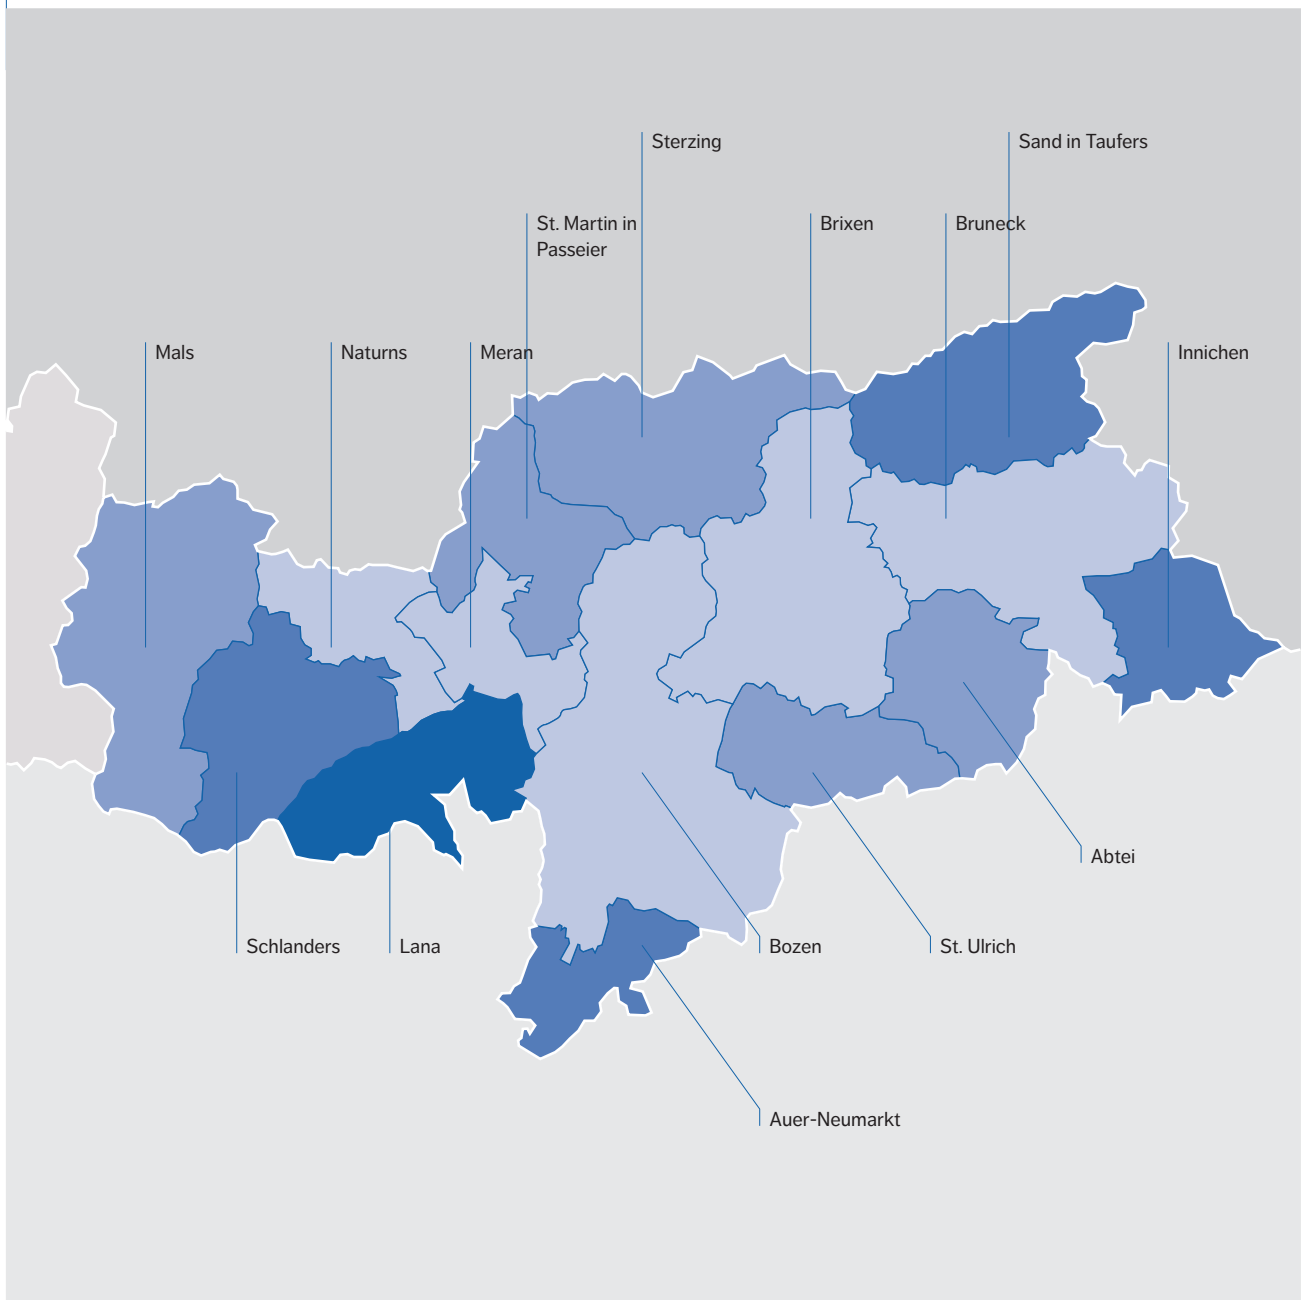 Sterzing
Sand in Taufers
St. Martin in
Passeier
Brixen
Bruneck
Mals
Naturns
Meran
Innichen
Abtei
Schlanders
Lana
Bozen
St. Ulrich
Auer-Neumarkt